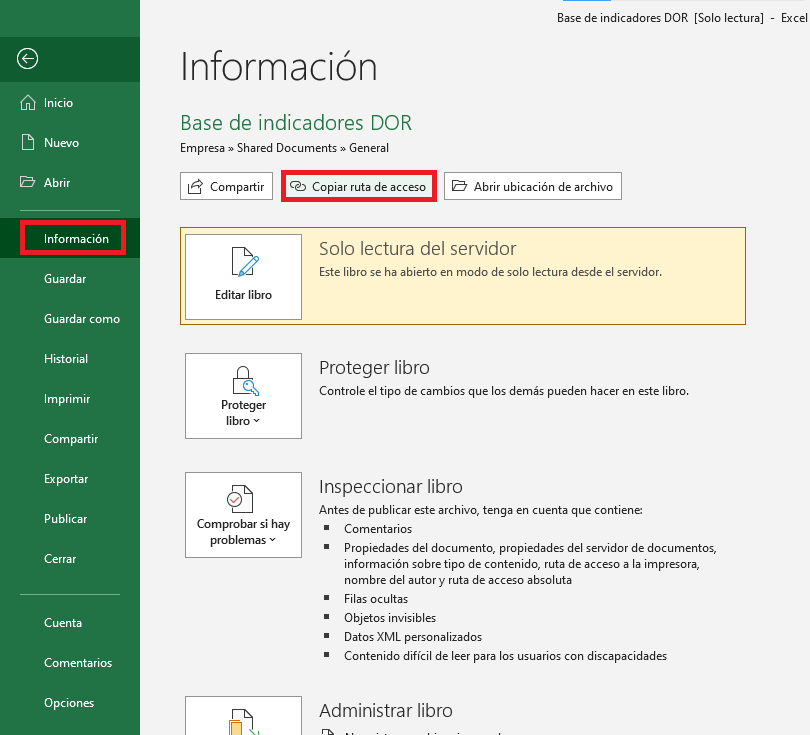 Base de indicadores DOR [Solo lectura] - Excel
Información
Base de indicadores DOR
Empresa » Shared Documents » General
Compartir
Copiar ruta de acceso
Abrir ubicación de archivo
Inicio
Nuevo
Abrir
Información
Guardar
Guardar como
Historial
Imprimir
Compartir
Exportar
Publicar
Cerrar
Cuenta
Comentarios
Opciones
Editar libro
Solo lectura del servidor
Este libro se ha abierto en modo de solo lectura desde el servidor.
Proteger
libro
Proteger libro
Controle el tipo de cambios que los demás pueden hacer en este libro.
Comprobar si hay
problemas
Inspeccionar libro
Antes de publicar este archivo, tenga en cuenta que contiene:
Comentarios
Propiedades del documento, propiedades del servidor de documentos,
información sobre tipo de contenido, ruta de acceso a la impresora,
nombre del autor y ruta de acceso absoluta
Filas ocultas
Objetos invisibles
Datos XML personalizados
Contenido difícil de leer para los usuarios con discapacidades
Administrar libro